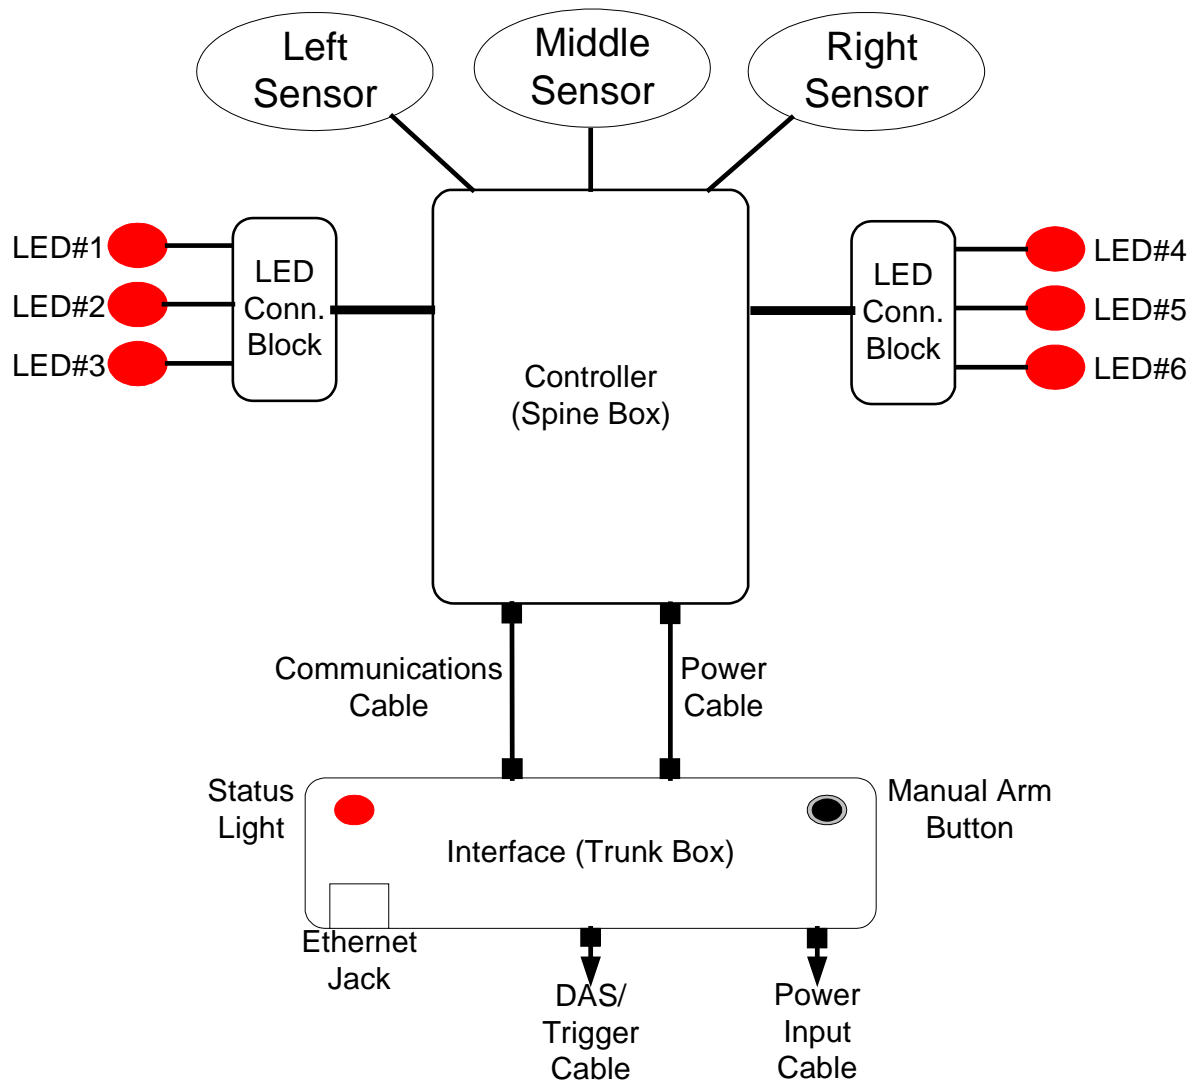 Left
Sensor
Middle
Sensor
Right
Sensor
LED#1
LED#2
LED#3
LED
Conn.
Block
Controller
(Spine Box)
LED
Conn.
Block
LED#4
LED#5
LED#6
Communications
Cable
Power
Cable
Status
Light
Interface (Trunk Box)
Manual Arm
Button
Ethernet
Jack
DAS/
Trigger
Cable
Power
Input
Cable